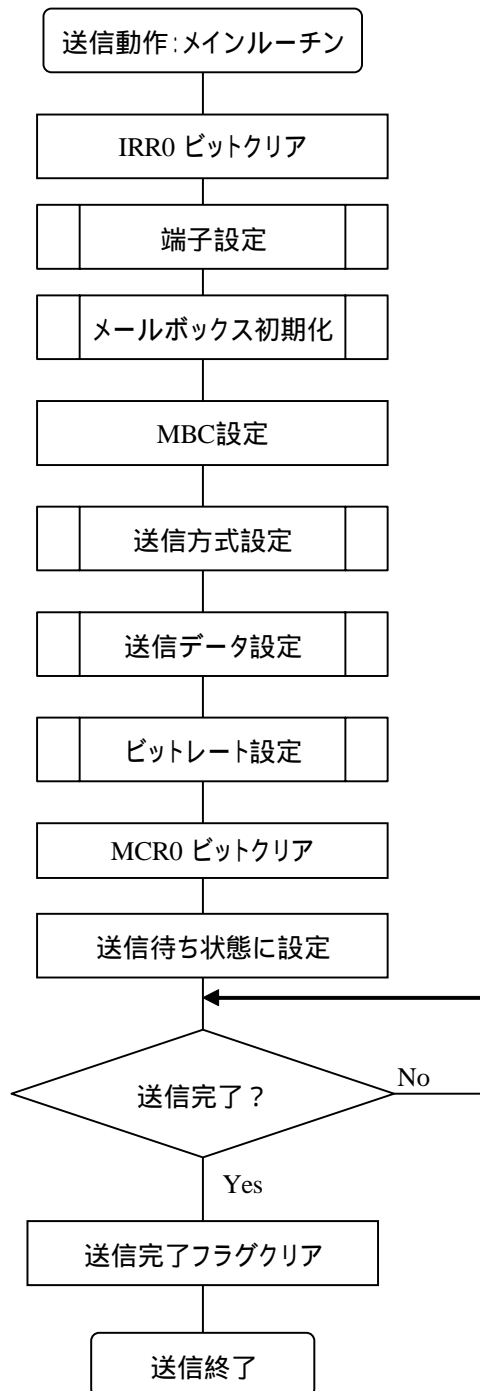 送信動作:メインルーチン
IRR0 ビットクリア
端子設定
メールボックス初期化
MBC設定
送信方式設定
送信データ設定
ビットレート設定
MCR0 ビットクリア
送信待ち状態に設定
送信完了?
No
Yes
送信完了フラグクリア
送信終了